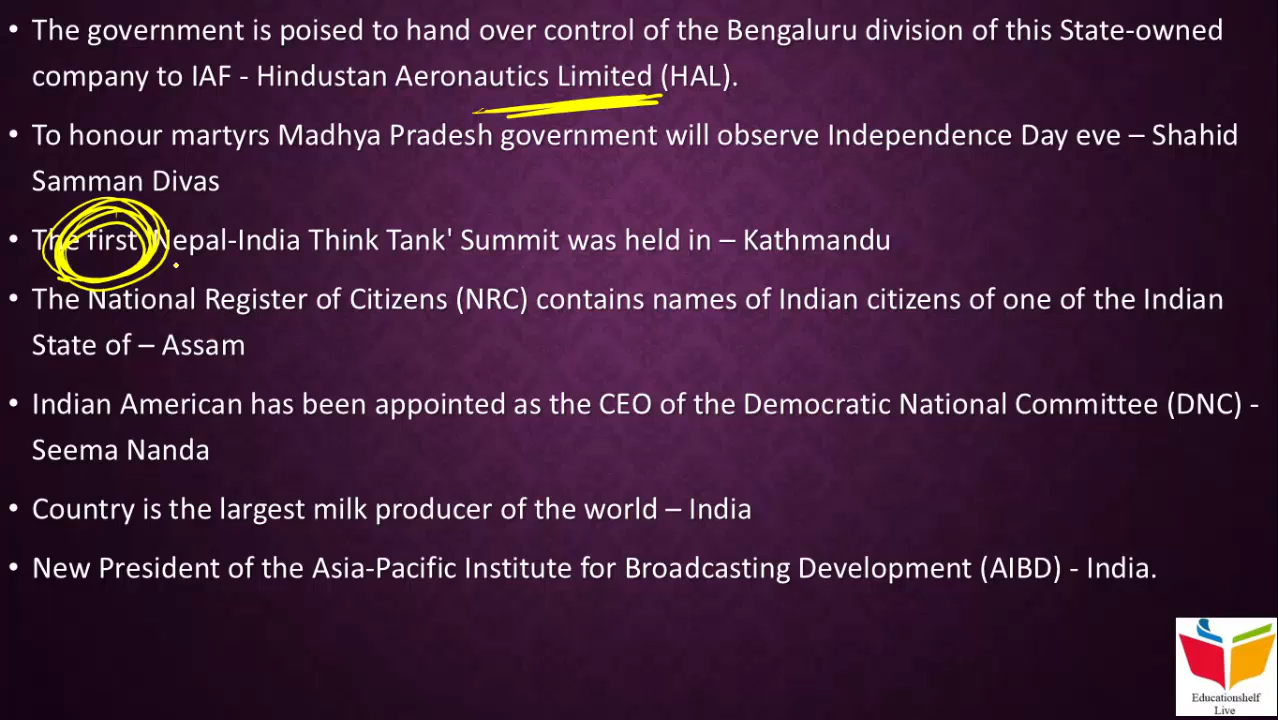 • The government is poised to hand over control of the Bengaluru division of this State-owned
company to IAF - Hindustan Aeronautics Limited (HAL).
• To honour martyrs Madhya Pradesh government will observe Independence Day eve – Shahid
Samman Divas
• The first 'Nepal-India Think Tank' Summit was held in – Kathmandu
• The National Register of Citizens (NRC) contains names of Indian citizens of one of the Indian
State of – Assam
• Indian American has been appointed as the CEO of the Democratic National Committee (DNC) -
Seema Nanda
• Country is the largest milk producer of the world – India
• New President of the Asia-Pacific Institute for Broadcasting Development (AIBD) - India.
Educationshelf
Live